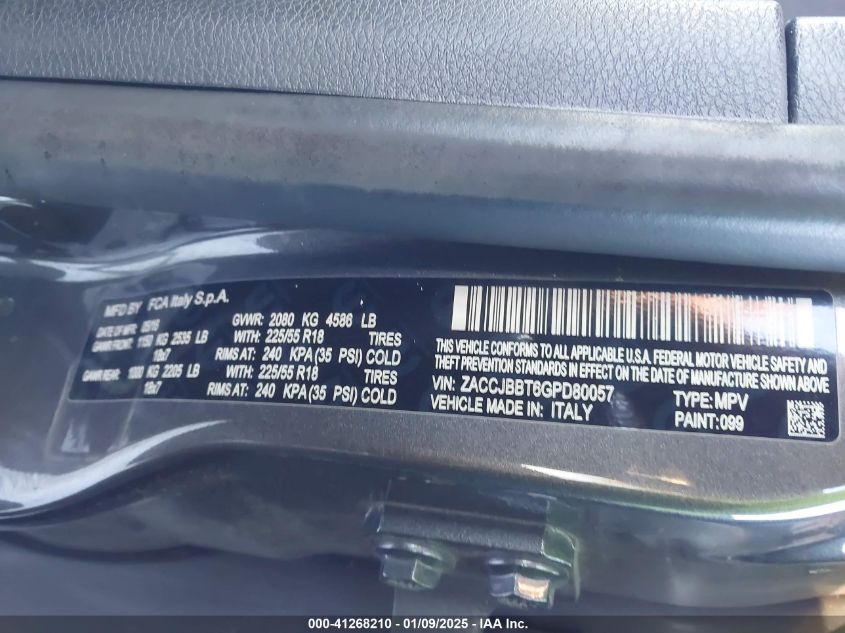 MFD BY FCA Italy S.p.A.
DATE OF MFR 05/16 GVWR: 2080 KG 4586 LB
GAWR FRONT: 1150 KG 2535 LB WITH: 225/55 R18 TIRES
18x7 RIMS AT: 240 KPA (35 PSI) COLD
GAWR REAR: 1000 KG 2205 LB WITH: 225/55 R18 TIRES
18x7 RIMS AT: 240 KPA (35 PSI) COLD
THIS VEHICLE CONFORMS TO ALL APPLICABLE U.S.A. FEDERAL MOTOR VEHICLE SAFETY AND
THEFT PREVENTION STANDARDS IN EFFECT ON THE DATE OF MANUFACTURE SHOWN ABOVE
VIN: ZACCJBBT6GPD80057 TYPE: MPV
VEHICLE MADE IN: ITALY PAINT: 099
000-41268210 - 01/09/2025 - IAA Inc.